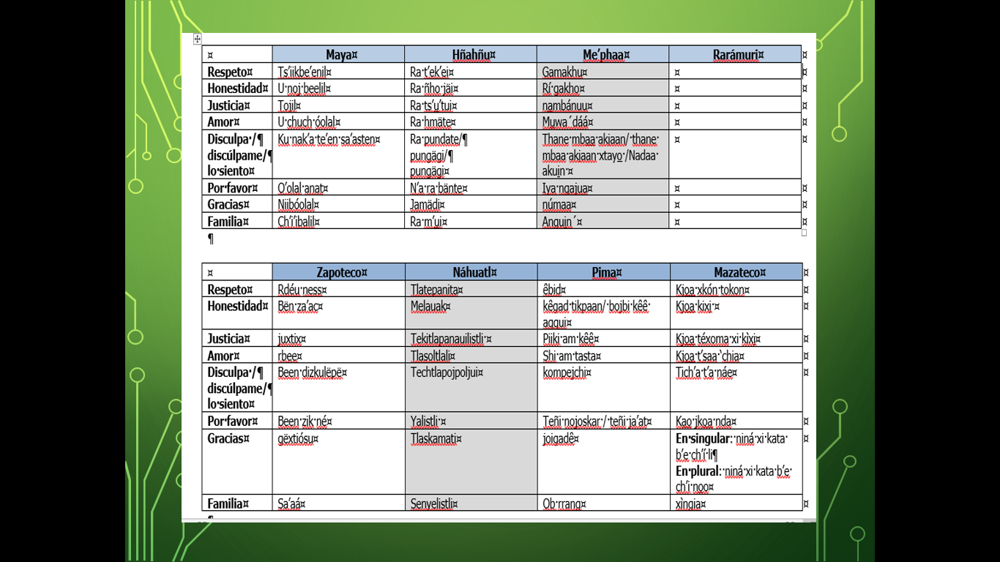 Maya Hñahñu Me’phaa Rarámuri
Respeto Ts’iikbe’enil Ra t’ek’ei Gamakhu
Honestidad U noj beelil Ra ñho jäi Rí gakho
Justicia Tojil Ra ts’u’tui nambánuu
Amor U chuch óolal Ra hmäte Muwa´dáá
Disculpa / Ku nak’a te’en sa’asten Ra pundate/ Thane mbaa akiaan/ thane
discúlpame/ pungägi/ mbaa akiaan xtayo /Nadaa
lo siento pungägi akuin
Por favor O’olal anat N’a ra bänte Iya ngajua
Gracias Niibóolal Jamädi númaa
Familia Ch’i’ibalil Ra m’ui Anguin´
Zapoteco Náhuatl Pima Mazateco
Respeto Rdéu ness Tlatepanita êbid Kjoa xkón tokon
Honestidad Bën za’ac Melauak kêgad tikpaan/ bojbi kêê Kjoa kixi
aggui
Justicia juxtix Tekitlapanauilistli Piiki am kêê Kjoa téxoma xi kixi
Amor rbee Tlasoltlali Shi am tasta Kjoa t’saa ‘chia
Disculpa / Been dizkulëpë Techtlapojpoljui kompejchi Tich’a t’a náe
discúlpame/
lo siento
Por favor Been zik né Yalistli Teñi nojoskar / teñi ja’at Kao jkoa nda
Gracias gëxtiósu Tlaskamati joigadê En singular: niná xi kata
b’e ch’í li
En plural: niná xi kata b’e
ch’i noo
Familia Sa’aá Senyelistli Ob rrang xìngia